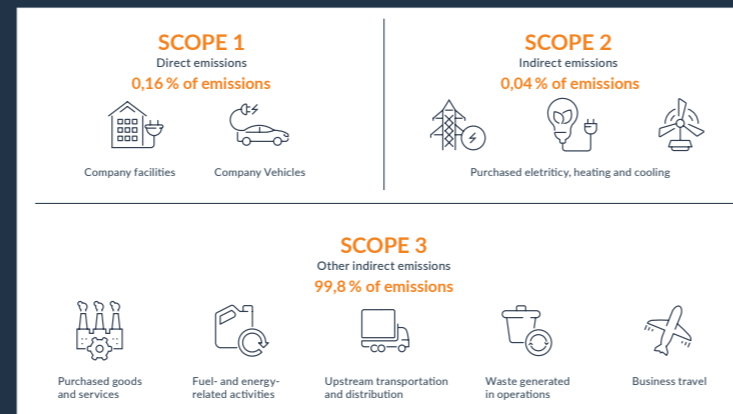 SCOPE 1
Direct emissions
0,16 % of emissions
Company facilities
Company Vehicles
SCOPE 2
Indirect emissions
0,04 % of emissions
Purchased eletriticy, heating and cooling
SCOPE 3
Other indirect emissions
99,8 % of emissions
Purchased goods
and services
Fuel- and energy-
related activities
Upstream transportation
and distribution
Waste generated
in operations
Business travel